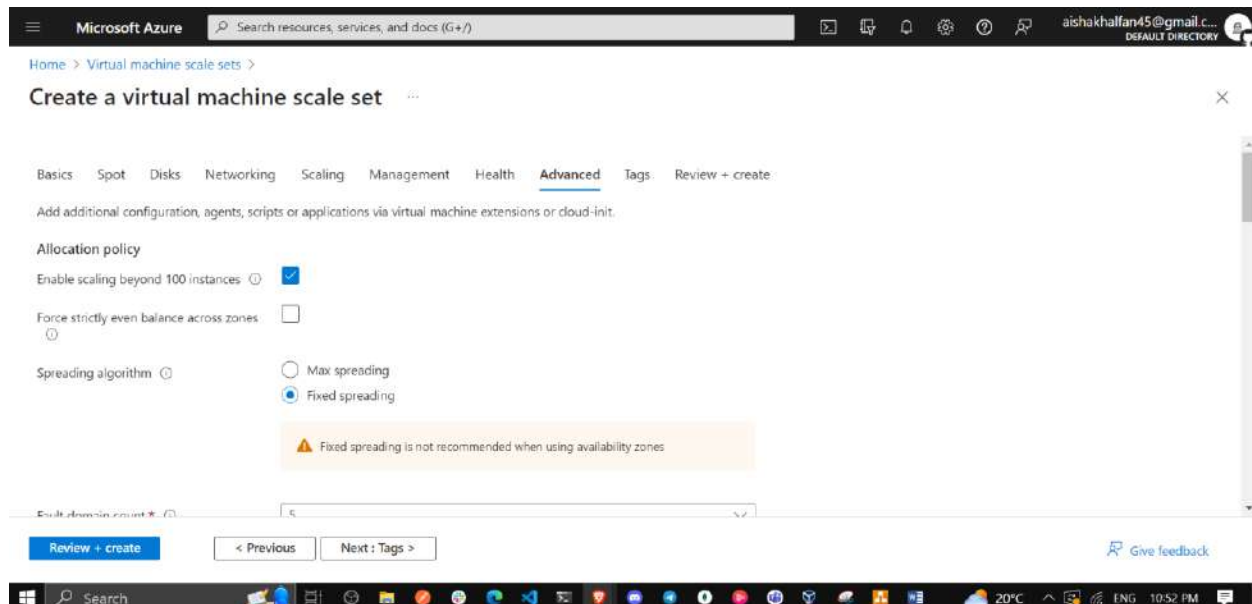 Microsoft Azure
Search resources, services, and docs (G+/)
aishakhalfan45@gmail.c...
DEFAULT DIRECTORY
Home > Virtual machine scale sets >
Create a virtual machine scale set ...
Basics Spot Disks Networking Scaling Management Health Advanced Tags Review + create
Add additional configuration, agents, scripts or applications via virtual machine extensions or cloud-init.
Allocation policy
Enable scaling beyond 100 instances
Force strictly even balance across zones
Spreading algorithm
Max spreading
Fixed spreading
Fixed spreading is not recommended when using availability zones
Fault domain count *
5
Review + create
< Previous
Next : Tags >
Give feedback
Search
20°C
ENG
10:52 PM